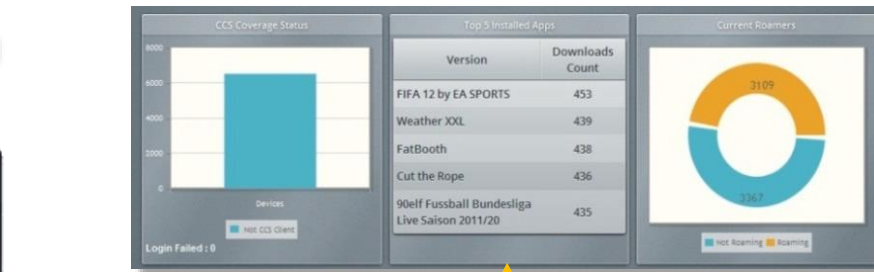 CCS Coverage Status
8000
6000
4000
2000
0
Devices
Not CCS Client
Login Failed : 0
Top 5 Installed Apps
Version Downloads
Count
FIFA 12 by EA SPORTS 453
Weather XXL 439
FatBooth 438
Cut the Rope 436
90elf Fussball Bundesliga
Live Saison 2011/20 435
Current Roamers
3109
3367
Not Roaming Roaming